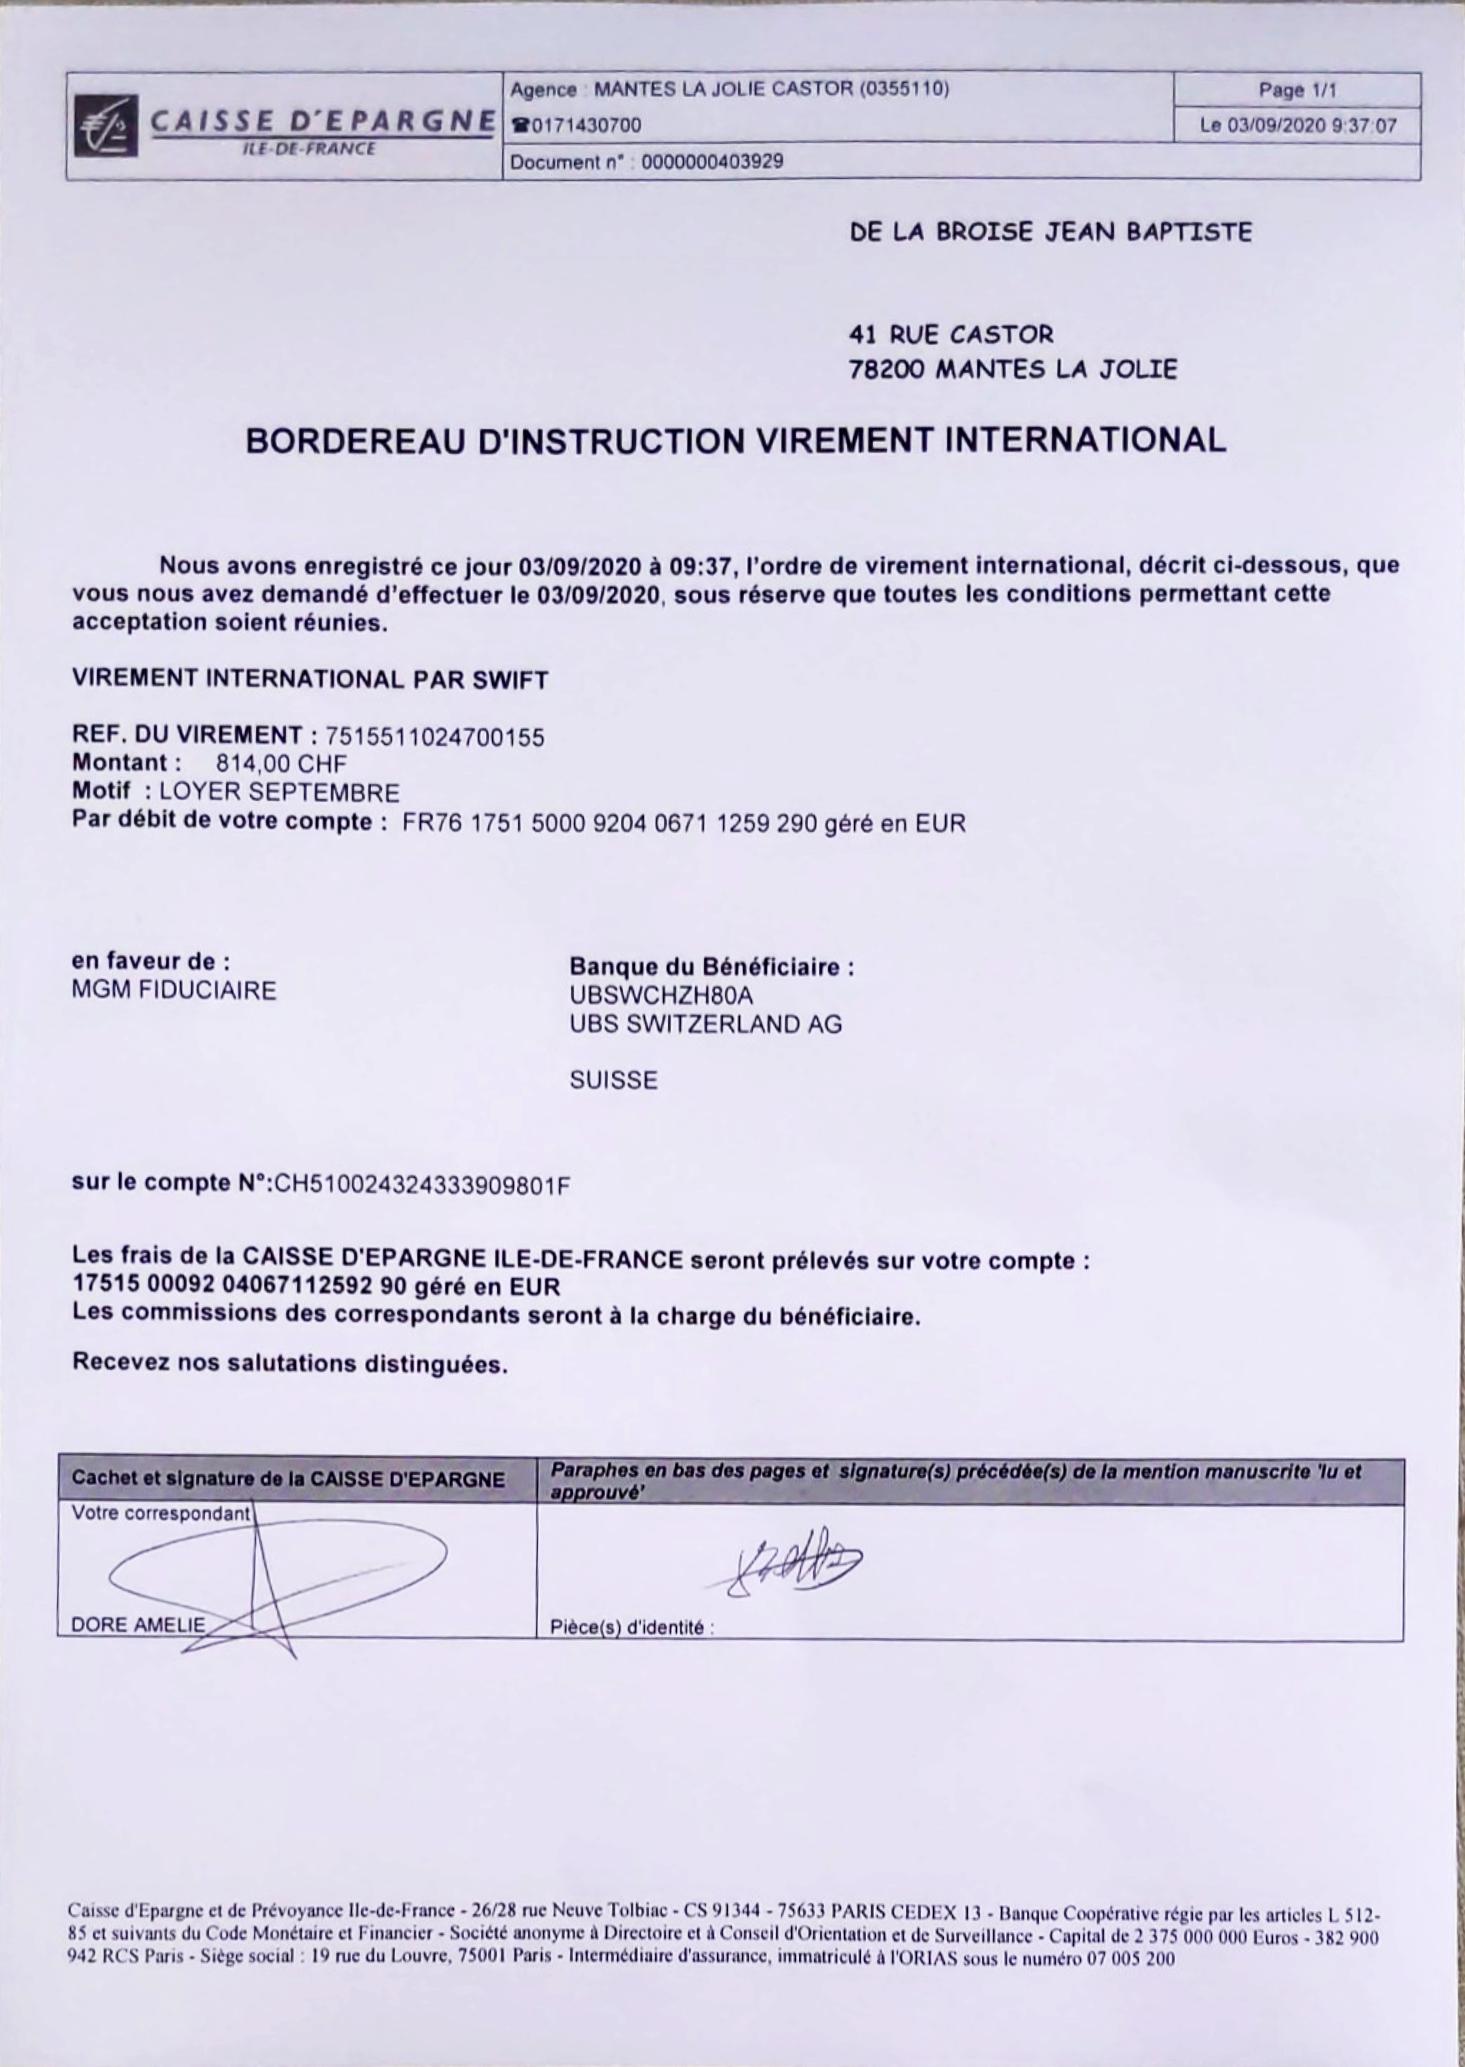 CAISSE D'EPARGNE
ILE-DE-FRANCE
Agence : MANTES LA JOLIE CASTOR (0355110)
☎0171430700
Document n° : 0000000403929
Page 1/1
Le 03/09/2020 9:37:07
DE LA BROISE JEAN BAPTISTE
41 RUE CASTOR
78200 MANTES LA JOLIE
BORDEREAU D'INSTRUCTION VIREMENT INTERNATIONAL
Nous avons enregistré ce jour 03/09/2020 à 09:37, l'ordre de virement international, décrit ci-dessous, que
vous nous avez demandé d'effectuer le 03/09/2020, sous réserve que toutes les conditions permettant cette
acceptation soient réunies.
VIREMENT INTERNATIONAL PAR SWIFT
REF. DU VIREMENT : 7515511024700155
Montant : 814,00 CHF
Motif : LOYER SEPTEMBRE
Par débit de votre compte : FR76 1751 5000 9204 0671 1259 290 géré en EUR
en faveur de :
MGM FIDUCIAIRE
Banque du Bénéficiaire :
UBSWCHZH80A
UBS SWITZERLAND AG
SUISSE
sur le compte N°:CH510024324333909801F
Les frais de la CAISSE D'EPARGNE ILE-DE-FRANCE seront prélevés sur votre compte :
17515 00092 04067112592 90 géré en EUR
Les commissions des correspondants seront à la charge du bénéficiaire.
Recevez nos salutations distinguées.
Cachet et signature de la CAISSE D'EPARGNE
Votre correspondant
DORE AMELIE
Paraphes en bas des pages et signature(s) précédée(s) de la mention manuscrite 'lu et
approuvé'
Pièce(s) d'identité :
Caisse d'Epargne et de Prévoyance Ile-de-France - 26/28 rue Neuve Tolbiac - CS 91344 - 75633 PARIS CEDEX 13 - Banque Coopérative régie par les articles L 512-
85 et suivants du Code Monétaire et Financier - Société anonyme à Directoire et à Conseil d'Orientation et de Surveillance - Capital de 2 375 000 000 Euros - 382 900
942 RCS Paris - Siège social : 19 rue du Louvre, 75001 Paris - Intermédiaire d'assurance, immatriculé à l'ORIAS sous le numéro 07 005 200